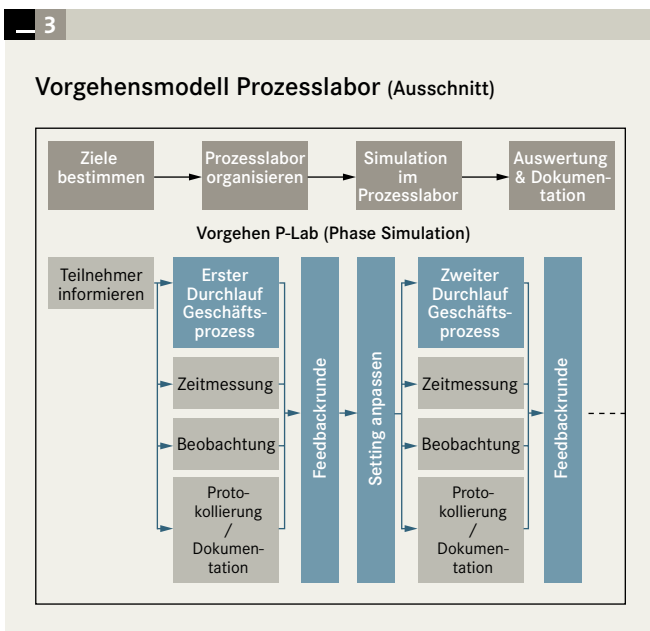 3
Vorgehensmodell Prozesslabor (Ausschnitt)
Ziele
bestimmen
Prozesslabor
organisieren
Simulation
im
Prozesslabor
Auswertung
& Dokumen-
tation
Vorgehen P-Lab (Phase Simulation)
Teilnehmer
informieren
Erster
Durchlauf
Geschäfts-
prozess
Zeitmessung
Beobachtung
Proto-
kollierung
/
Dokumen-
tation
Feedbackrunde
Setting anpassen
Zweiter
Durchlauf
Geschäfts-
prozess
Zeitmessung
Beobachtung
Proto-
kollierung
/
Dokumen-
tation
Feedbackrunde